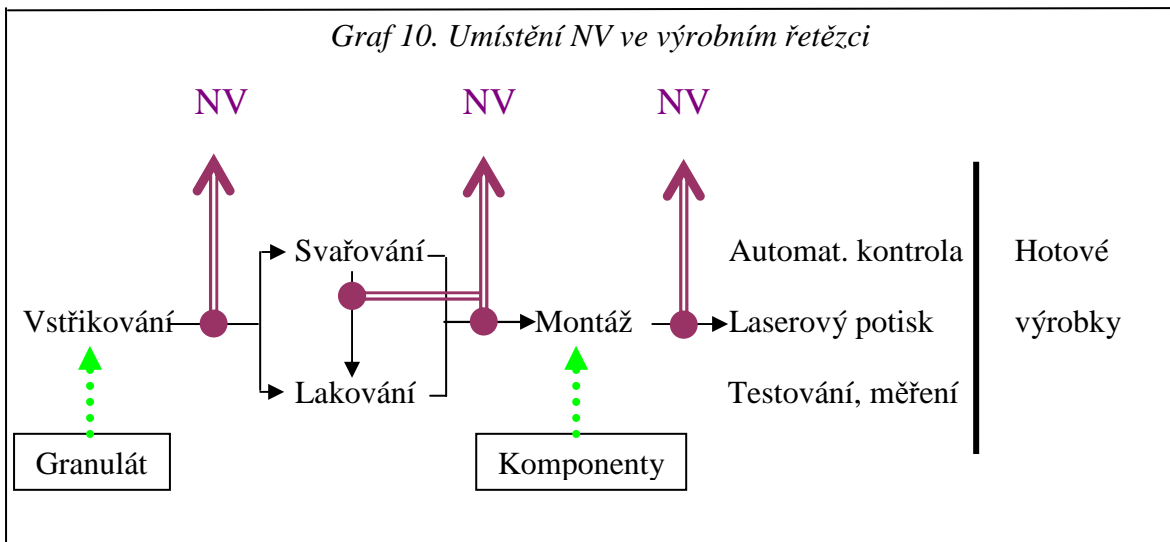 Graf 10. Umístění NV ve výrobním řetězci
NV NV NV
Svařování Automat. kontrola Hotové
Vstřikování Montáž Laserový potisk výrobky
Lakování Testování, měření
Granulát Komponenty